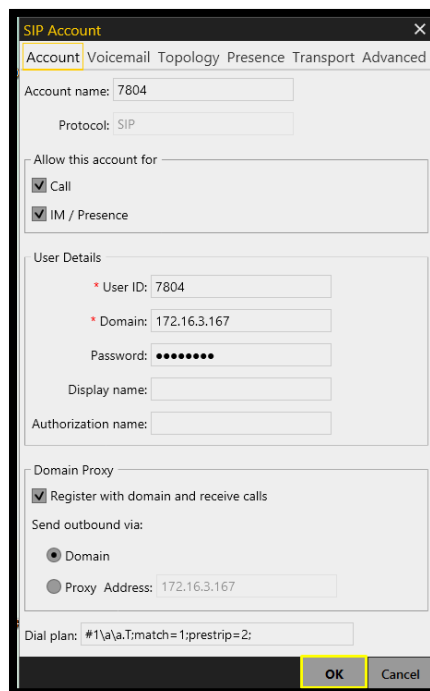 SIP Account
Account Voicemail Topology Presence Transport Advanced
Account name: 7804
Protocol: SIP
Allow this account for
Call
IM / Presence
User Details
* User ID: 7804
* Domain: 172.16.3.167
Password: ●●●●●●●●
Display name:
Authorization name:
Domain Proxy
Register with domain and receive calls
Send outbound via:
Domain
Proxy Address: 172.16.3.167
Dial plan: #1\a\a.T;match=1;prestrip=2;
OK Cancel